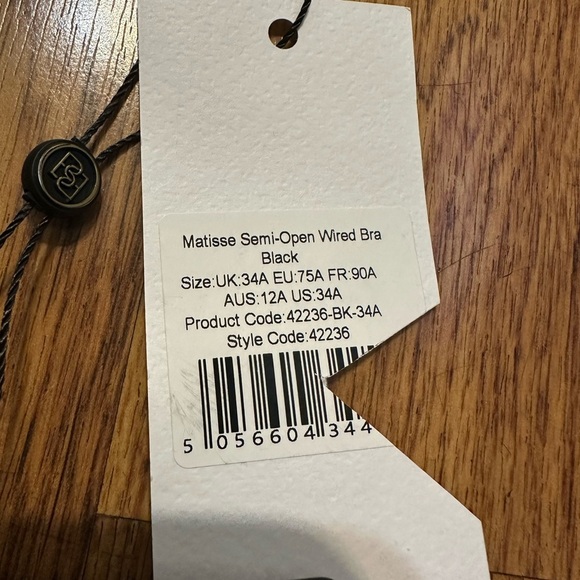 Matisse Semi-Open Wired Bra
Black
Size:UK:34A EU:75A FR:90A
AUS:12A US:34A
Product Code:42236-BK-34A
Style Code:42236
5 056604 344